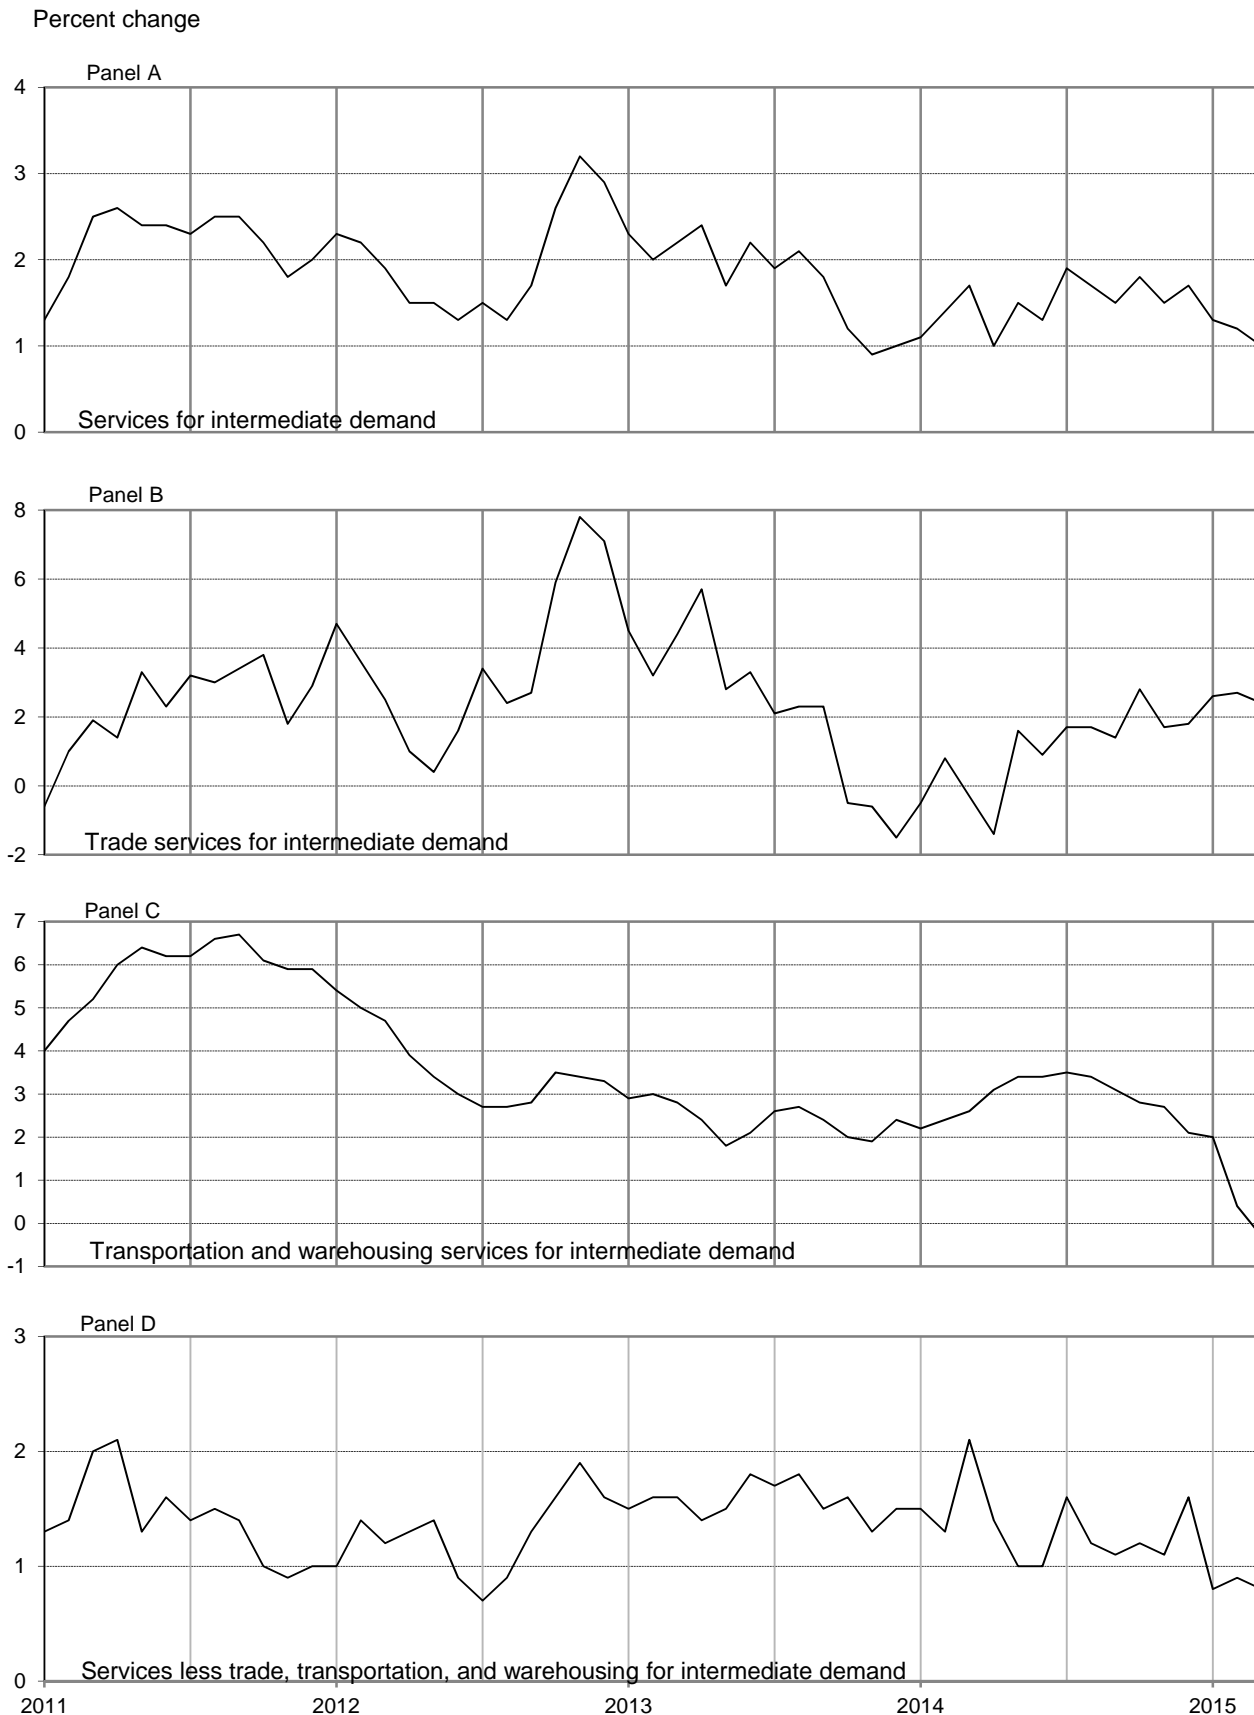 Percent change
Panel A
4
3
2
1
0
Services for intermediate demand
Panel B
8
6
4
2
0
-2
Trade services for intermediate demand
Panel C
7
6
5
4
3
2
1
0
-1
Transportation and warehousing services for intermediate demand
Panel D
3
2
1
0
Services less trade, transportation, and warehousing for intermediate demand
2011 2012 2013 2014 2015